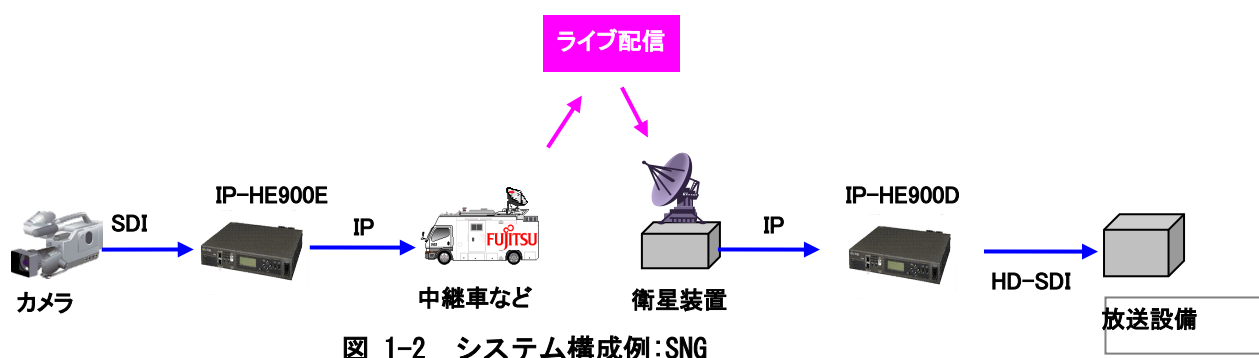 ライブ配信
IP-HE900E
IP-HE900D
SDI
IP
FUJITSU
IP
HD-SDI
カメラ
中継車など
衛星装置
放送設備
図 1-2 システム構成例:SNG